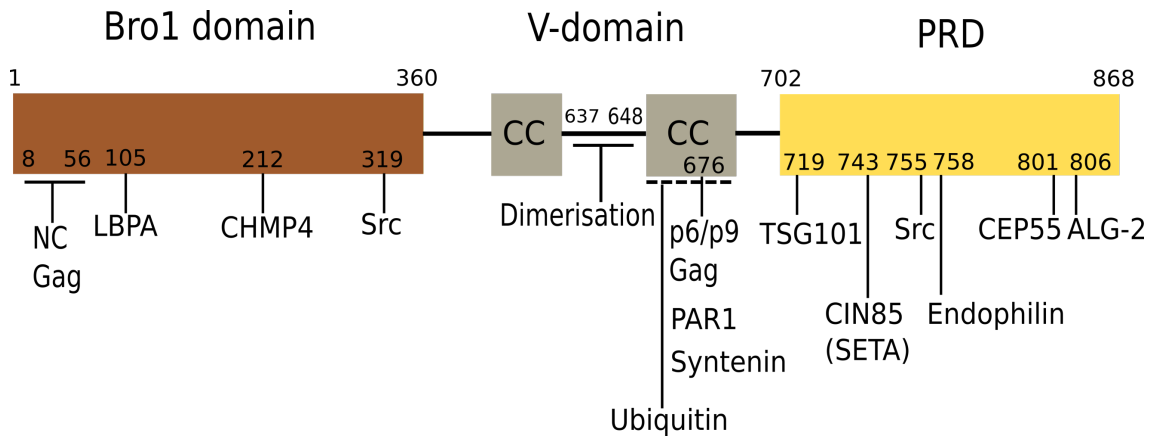 Bro1 domain
V-domain
PRD
1
360
702
868
CC
637
648
CC
8
56
105
212
319
676
719
743
755
758
801
806
NC
Gag
LBPA
CHMP4
Src
Dimerisation
p6/p9
Gag
PAR1
Syntenin
Ubiquitin
TSG101
CIN85
(SETA)
Src
Endophilin
CEP55
ALG-2